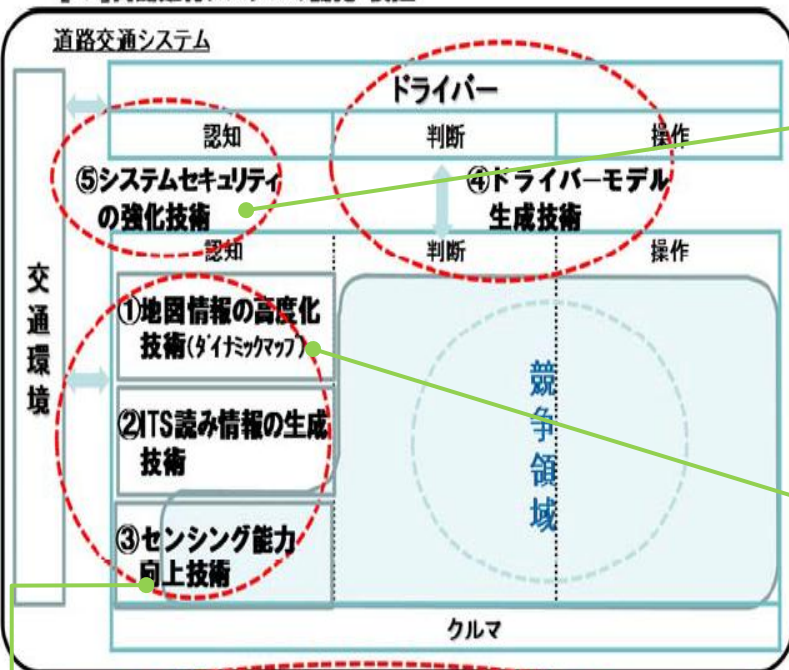 道路交通システム
ドライバー
認知 判断 操作
⑤システムセキュリティ
の強化技術
④ドライバーモデル
生成技術
認知 判断 操作
交通環境
①地図情報の高度化
技術(ダイナミックマップ)
②ITS読み情報の生成
技術
③センシング能力
向上技術
競争領域
クルマ